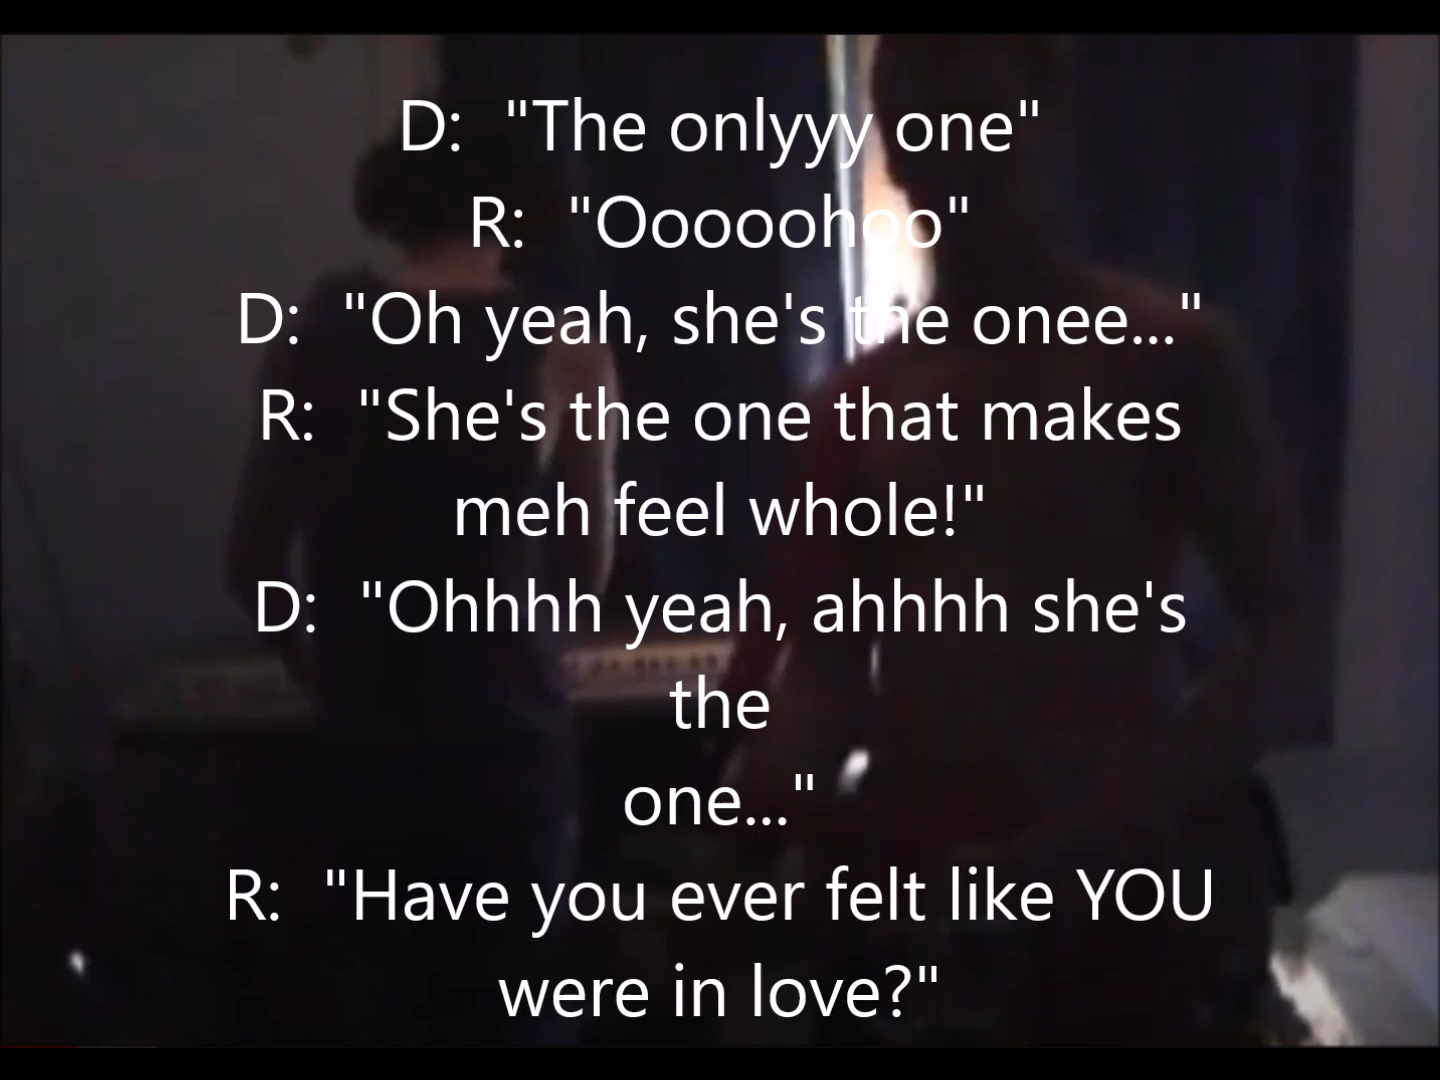 D:  "The onlyyy one"
R:  "Ooooohoo"
D:  "Oh yeah, she's the onee..."
R:  "She's the one that makes
meh feel whole!"
D:  "Ohhhh yeah, ahhhh she's
the
one..."
R:  "Have you ever felt like YOU
were in love?"